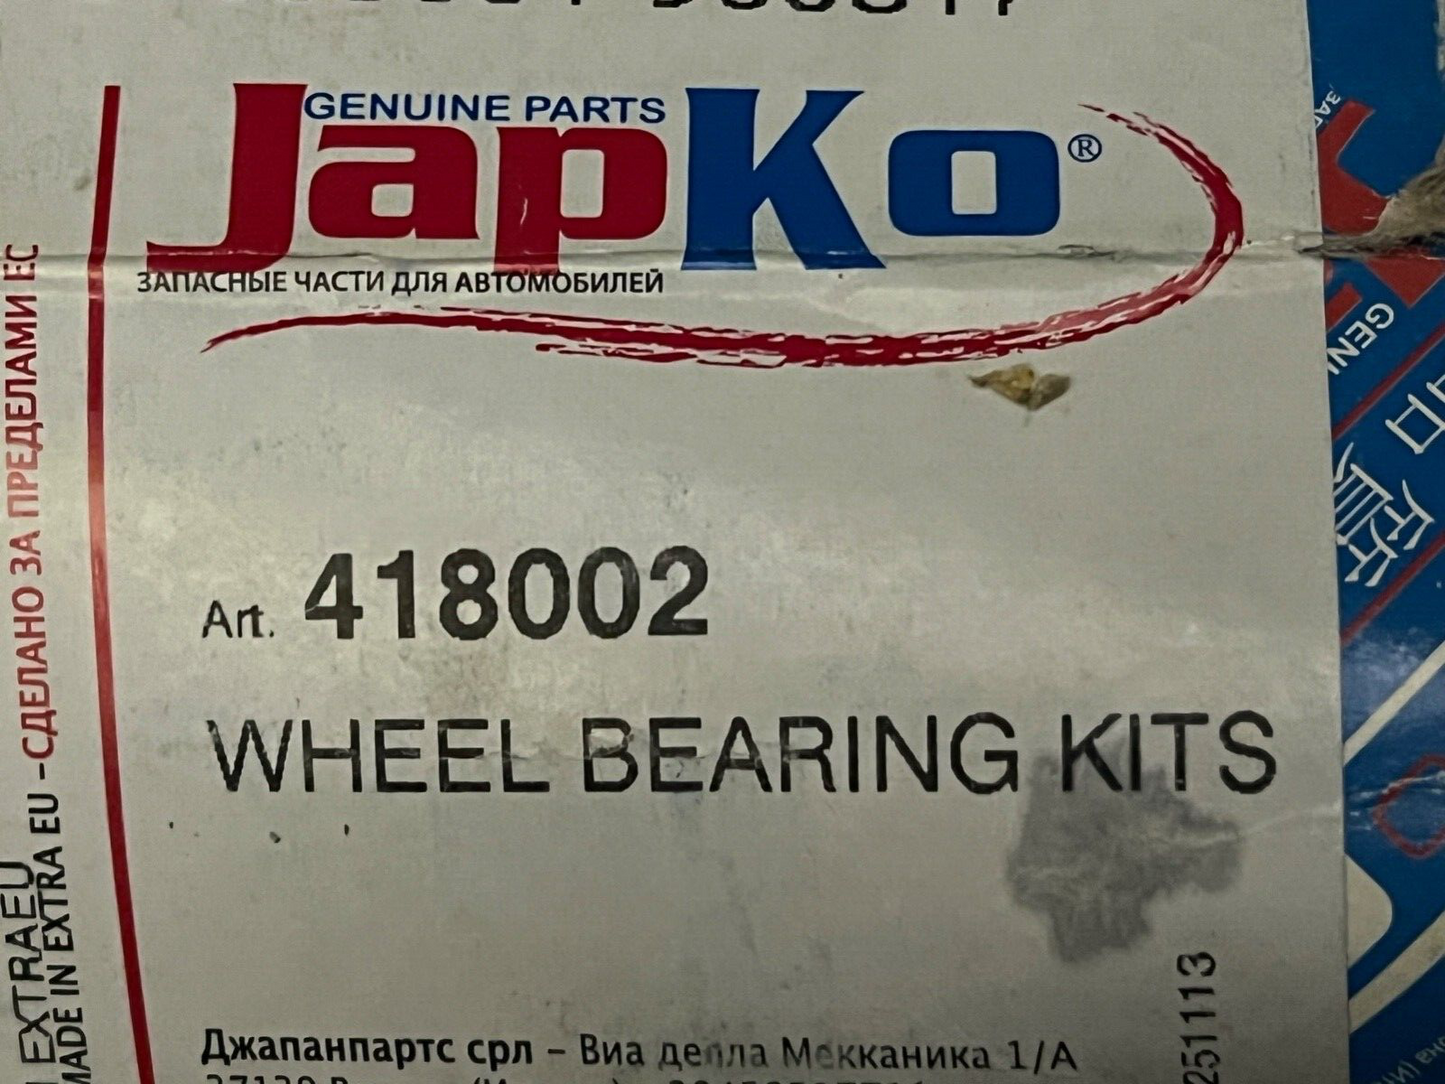 GENUINE PARTS
JapKo®
ЗАПАСНЫЕ ЧАСТИ ДЛЯ АВТОМОБИЛЕЙ
Art. 418002
WHEEL BEARING KITS
Джапанпартс срл – Виа делла Мекканика 1/А
251113
MADE IN EXTRA EU - СДЕЛАНО ЗА ПРЕДЕЛАМИ ЕС
EXTRAEU